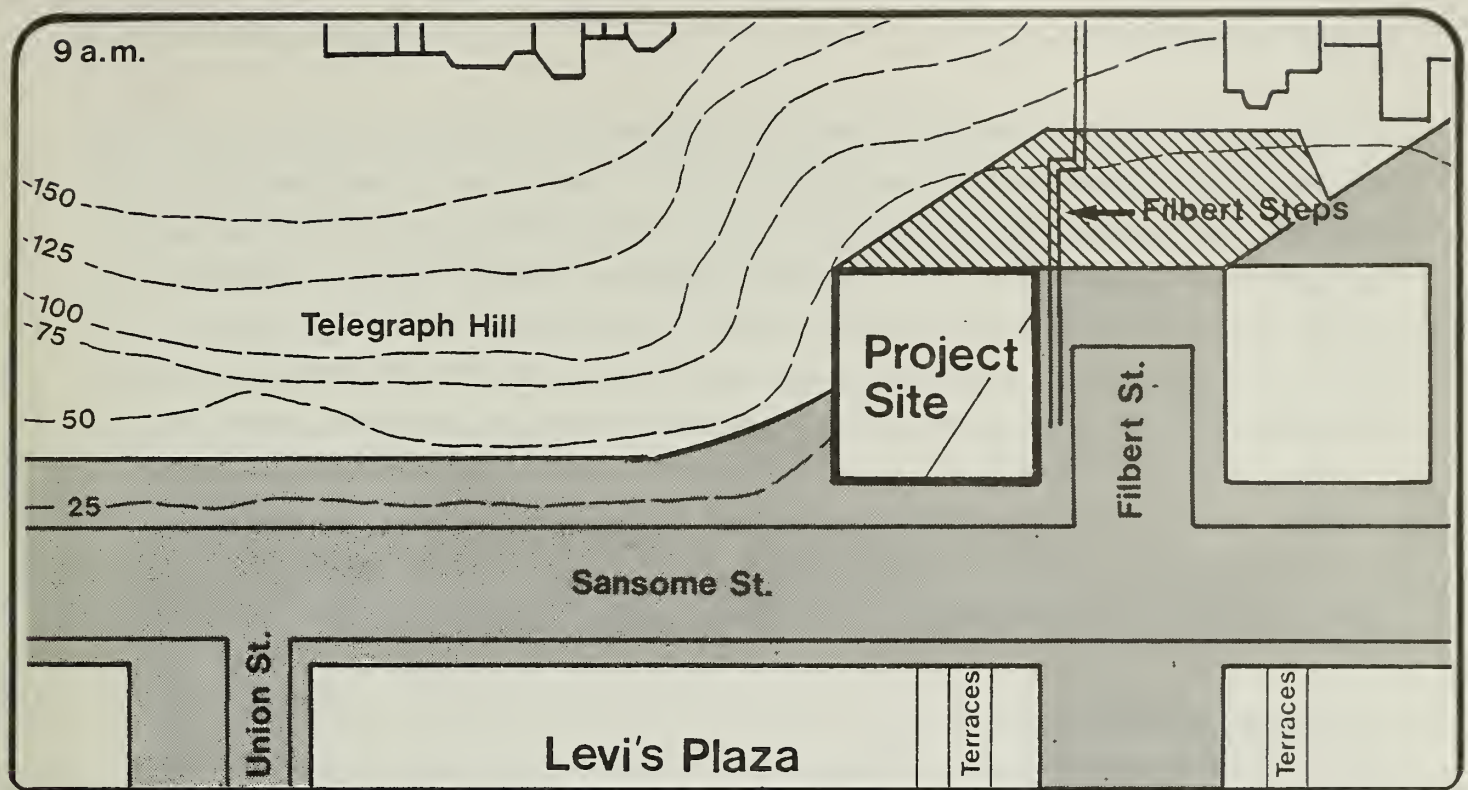 9 a.m.
150
125
100
75
50
25
Telegraph Hill
Filbert Steps
Project
Site
Filbert St.
Sansome St.
Union St.
Levi's Plaza
Terraces
Terraces